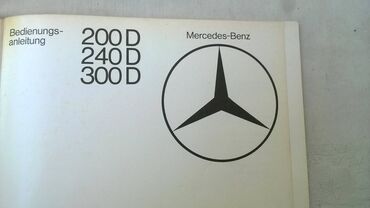 Bedienungs-
anleitung
200 D
240 D
300 D
Mercedes-Benz